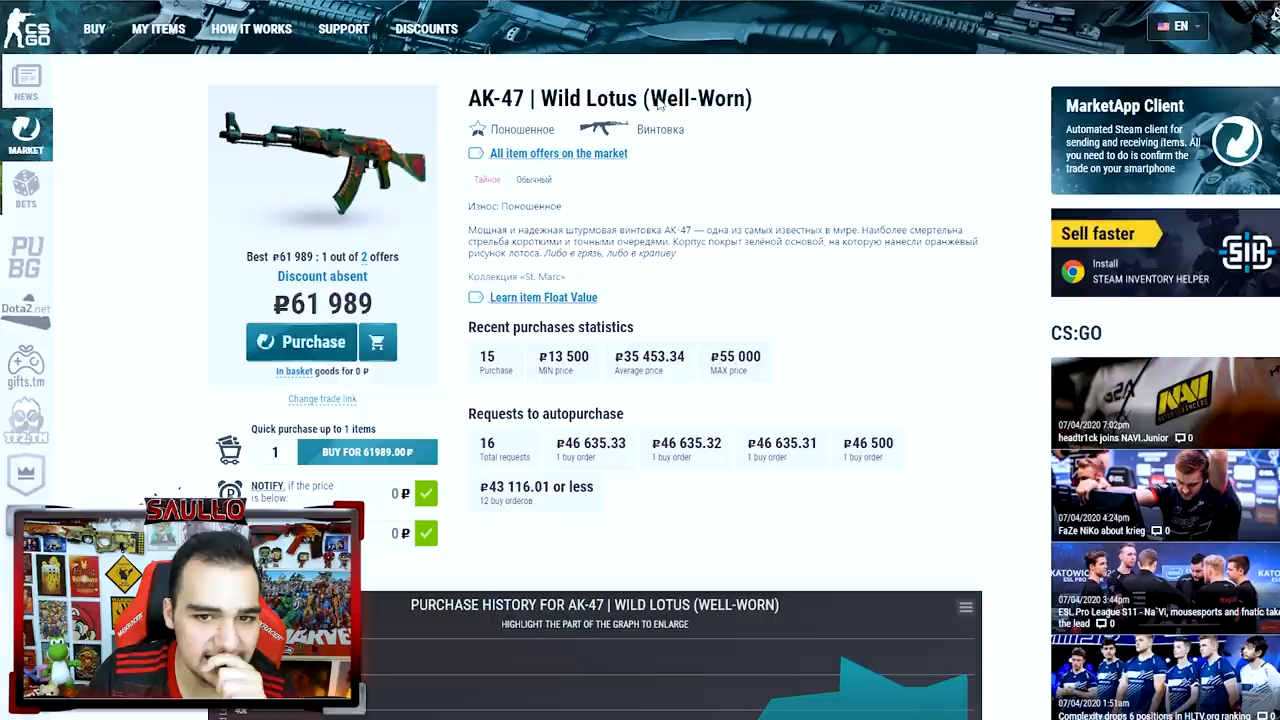 CS
GO
BUY
MY ITEMS
HOW IT WORKS
SUPPORT
DISCOUNTS
EN
NEWS
MARKET
BETS
PU
BG
Dota2.net
gifts.tm
TF2TM
AK-47 | Wild Lotus (Well-Worn)
Поношенное
Винтовка
All item offers on the market
Тайное
Обычный
Износ: Поношенное
Мощная и надежная штурмовая винтовка AK-47 — одна из самых известных в мире. Наиболее смертельна
стрельба короткими и точными очередями. Корпус покрыт зелёной основой, на которую нанесли оранжевый
рисунок лотоса. Либо в грязь, либо в крапиву
Коллекция «St. Marc»
Learn item Float Value
Best ₽61 989 : 1 out of 2 offers
Discount absent
₽61 989
Purchase
In basket goods for 0 ₽
Change trade link
Quick purchase up to 1 items
1
BUY FOR 61989.00₽
NOTIFY, if the price
is below:
0 ₽
0 ₽
Recent purchases statistics
15
Purchase
₽13 500
MIN price
₽35 453.34
Average price
₽55 000
MAX price
Requests to autopurchase
16
Total requests
₽46 635.33
1 buy order
₽46 635.32
1 buy order
₽46 635.31
1 buy order
₽46 500
1 buy order
₽43 116.01 or less
12 buy orderов
PURCHASE HISTORY FOR AK-47 | WILD LOTUS (WELL-WORN)
HIGHLIGHT THE PART OF THE GRAPH TO ENLARGE
40k
MarketApp Client
Automated Steam client for
sending and receiving items. All
you need to do is confirm the
trade on your smartphone
Sell faster
Install
STEAM INVENTORY HELPER
SIH
CS:GO
NAVI
07/04/2020 7:02pm
headtr1ck joins NAVI.Junior 0
07/04/2020 4:24pm
FaZe NiKo about krieg 0
KATOWICE
07/04/2020 3:44pm
ESL Pro League S11 - Na`Vi, mousesports and fnatic take
the lead 0
07/04/2020 1:51am
Complexity drops 6 positions in HLTV.org ranking 0
SAULLO
MAXRACER